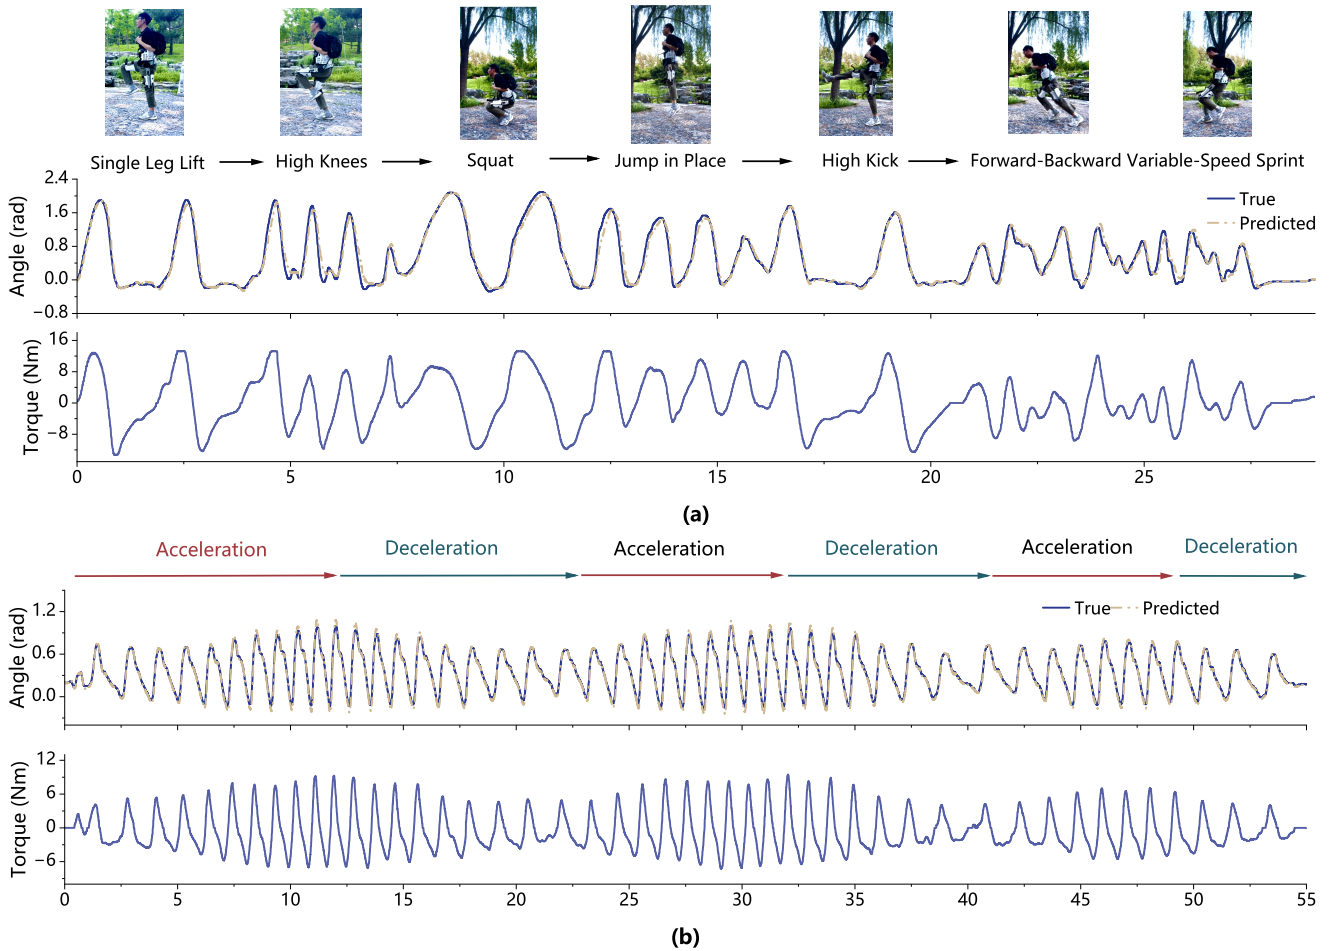 Single Leg Lift High Knees Squat Jump in Place High Kick Forward-Backward Variable-Speed Sprint
2.4
1.6
0.8
0.0
−0.8
Angle (rad)
True
Predicted
16
8
0
−8
Torque (Nm)
0 5 10 15 20 25
(a)
Acceleration Deceleration Acceleration Deceleration Acceleration Deceleration
1.2
0.6
0.0
Angle (rad)
True Predicted
12
6
0
−6
Torque (Nm)
0 5 10 15 20 25 30 35 40 45 50 55
(b)